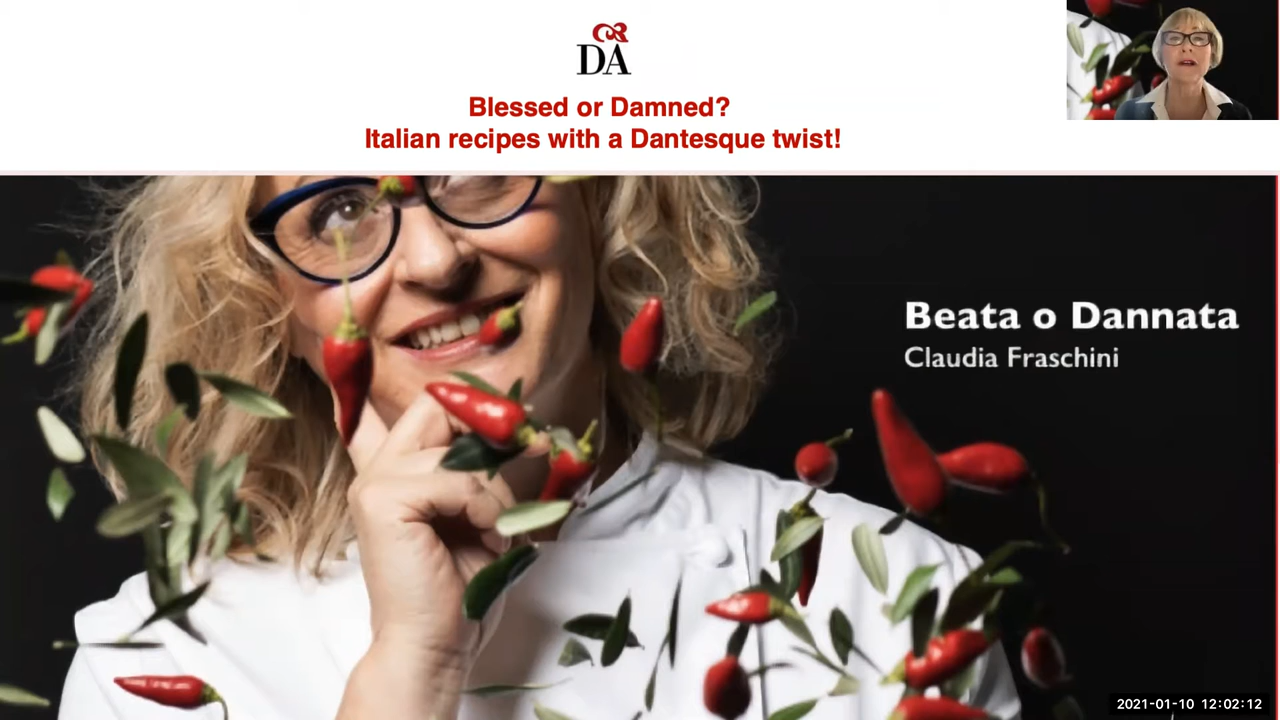 DA
Blessed or Damned?
Italian recipes with a Dantesque twist!
Beata o Dannata
Claudia Fraschini
2021-01-10 12:02:12